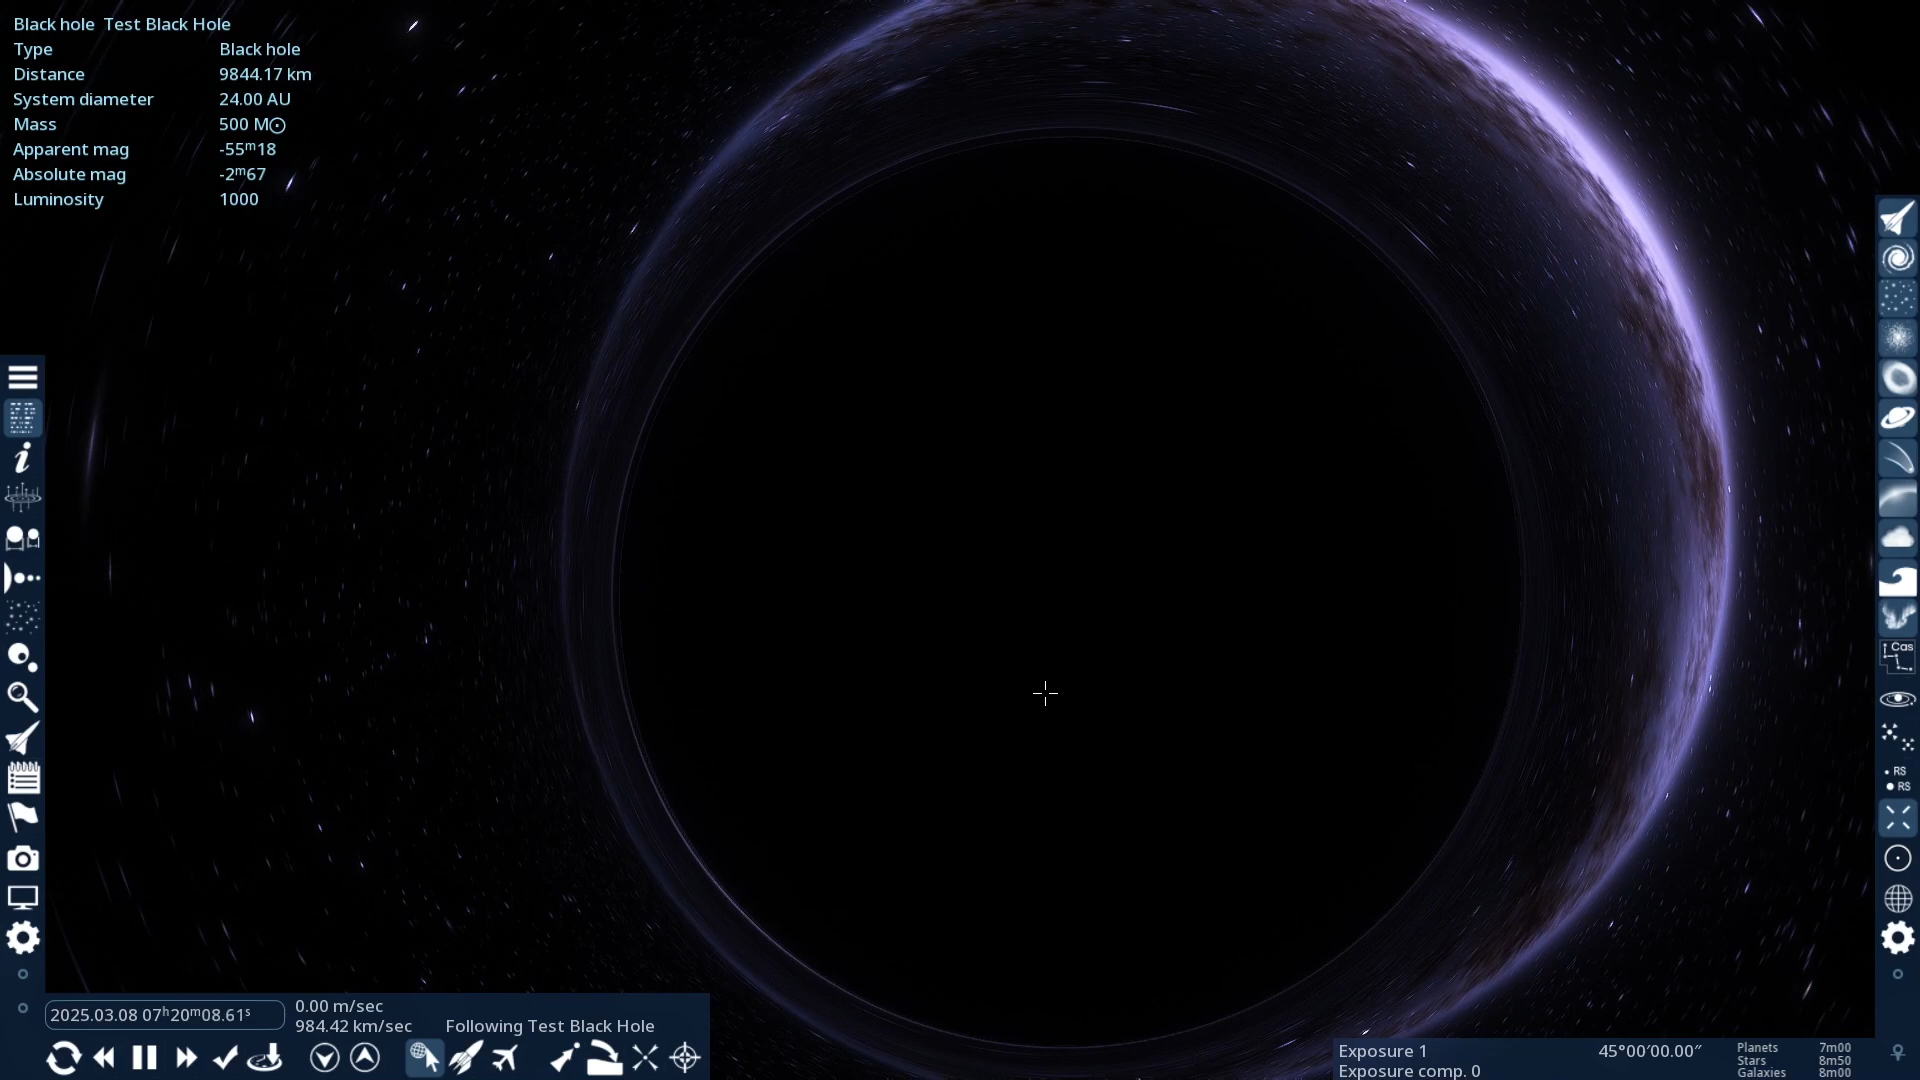 Black hole Test Black Hole
Type Black hole
Distance 9844.17 km
System diameter 24.00 AU
Mass 500 M☉
Apparent mag -55ᵐ18
Absolute mag -2ᵐ67
Luminosity 1000
Cas
RS
RS
2025.03.08 07ʰ20ᵐ08.61ˢ
0.00 m/sec
984.42 km/sec Following Test Black Hole
Exposure 1 45°00′00.00″
Exposure comp. 0
Planets 7m00
Stars 8m50
Galaxies 8m00